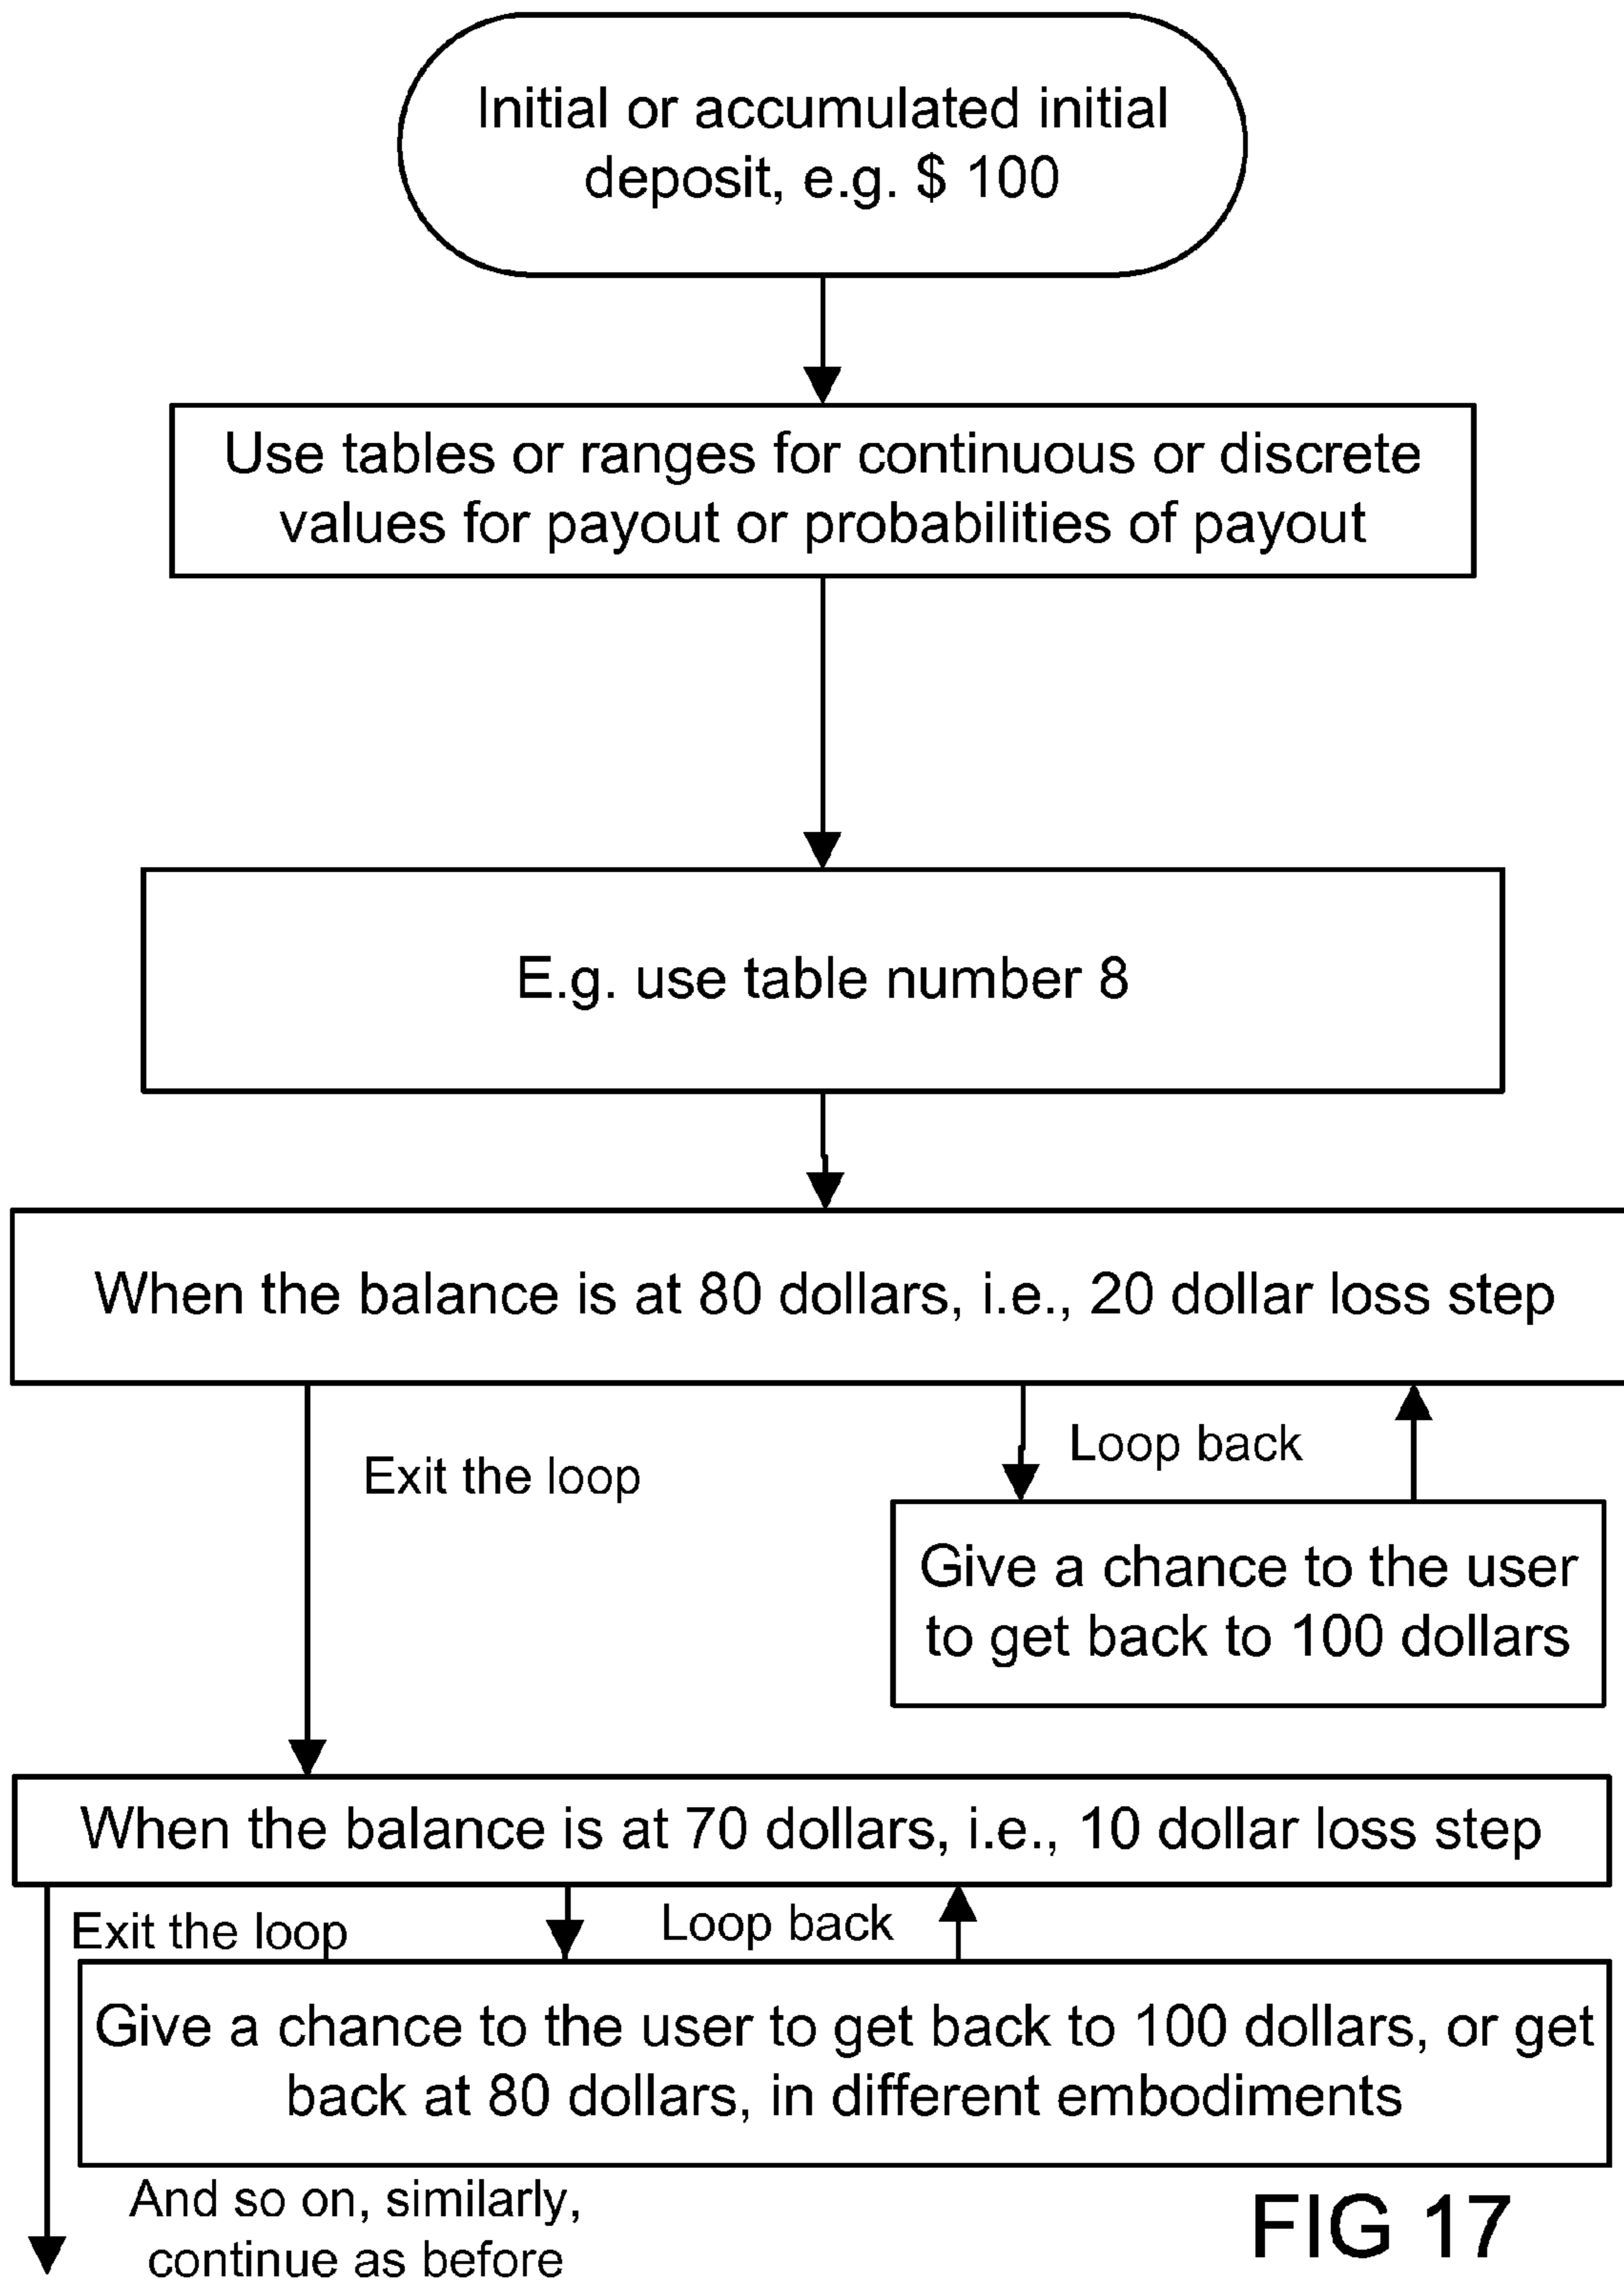 Initial or accumulated initial
deposit, e.g. $ 100
Use tables or ranges for continuous or discrete
values for payout or probabilities of payout
E.g. use table number 8
When the balance is at 80 dollars, i.e., 20 dollar loss step
Exit the loop
Loop back
Give a chance to the user
to get back to 100 dollars
When the balance is at 70 dollars, i.e., 10 dollar loss step
Exit the loop
Loop back
Give a chance to the user to get back to 100 dollars, or get
back at 80 dollars, in different embodiments
And so on, similarly,
continue as before
FIG 17